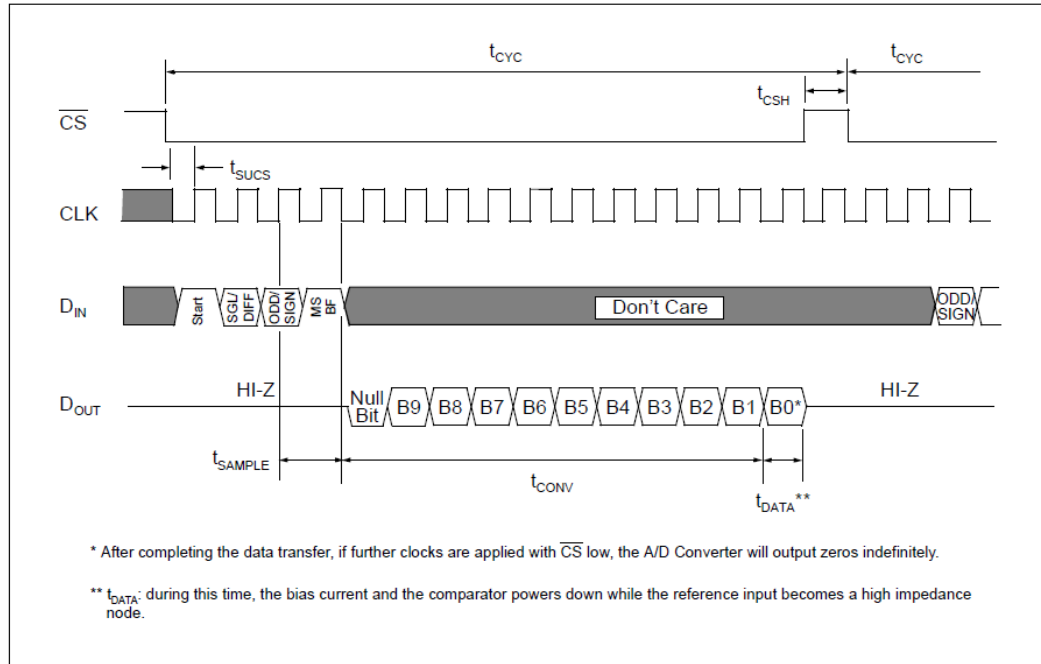 tCYC tCYC
tCSH
CS
tSUCS
CLK
DIN Start SGL/DIFF ODD/SIGN MSBF Don't Care ODD/SIGN
HI-Z HI-Z
DOUT Null Bit B9 B8 B7 B6 B5 B4 B3 B2 B1 B0*
tSAMPLE tCONV
tDATA**
* After completing the data transfer, if further clocks are applied with CS low, the A/D Converter will output zeros indefinitely.
** tDATA: during this time, the bias current and the comparator powers down while the reference input becomes a high impedance
node.